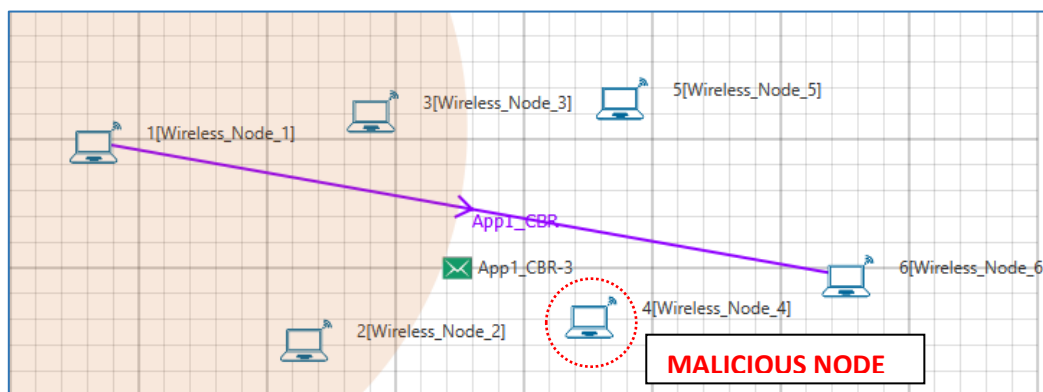 5[Wireless_Node_5]
3[Wireless_Node_3]
1[Wireless_Node_1]
App1_CBR
App1_CBR-3
6[Wireless_Node_6
4[Wireless_Node_4]
2[Wireless_Node_2]
MALICIOUS NODE